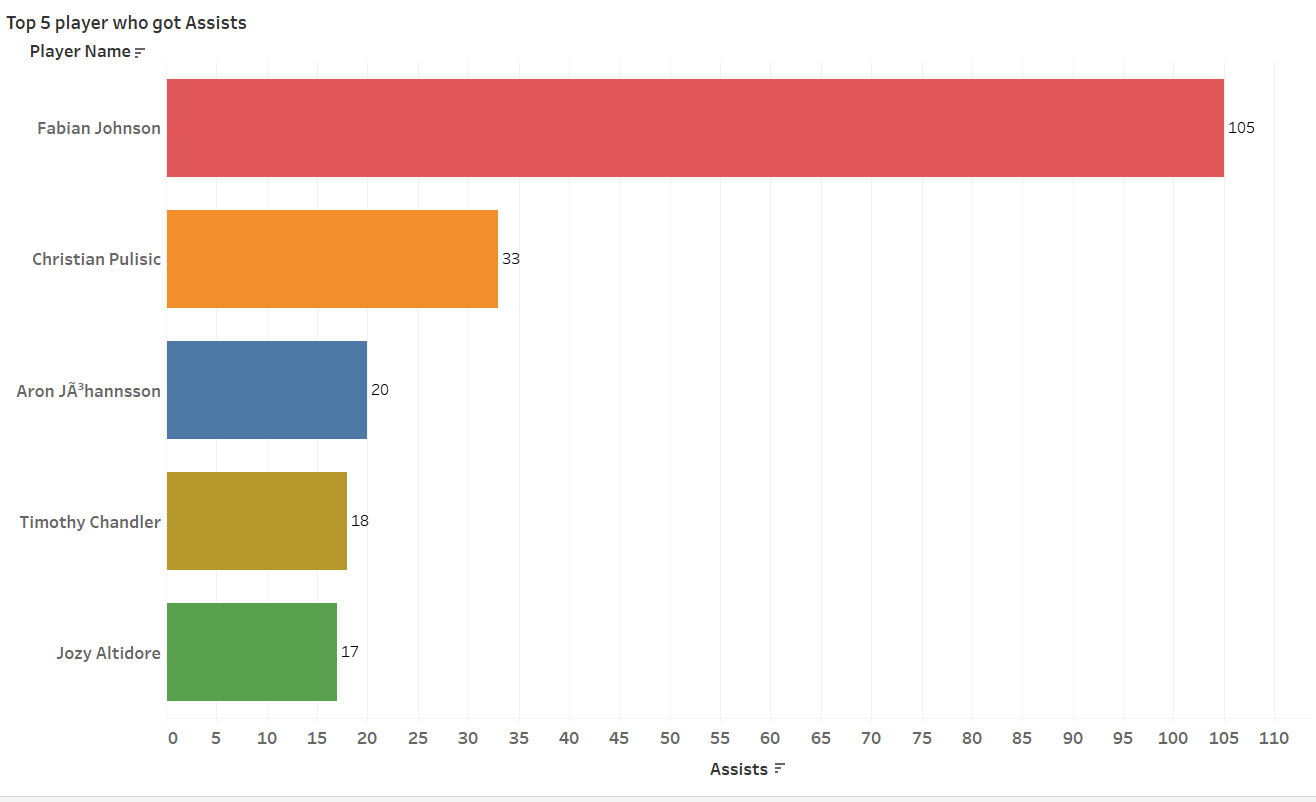 Top 5 player who got Assists
Player Name
Fabian Johnson 105
Christian Pulisic 33
Aron JÃ³hannsson 20
Timothy Chandler 18
Jozy Altidore 17
0 5 10 15 20 25 30 35 40 45 50 55 60 65 70 75 80 85 90 95 100 105 110
Assists